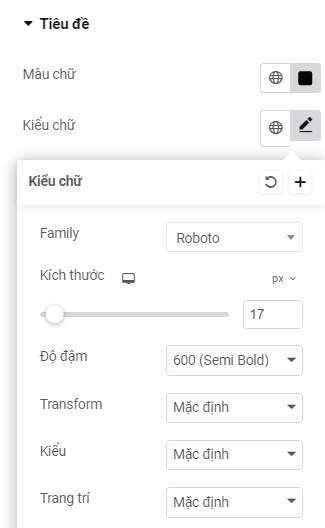 Tiêu đề
Màu chữ
Kiểu chữ
Kiểu chữ
Family Roboto
Kích thước px
17
Độ đậm 600 (Semi Bold)
Transform Mặc định
Kiểu Mặc định
Trang trí Mặc định